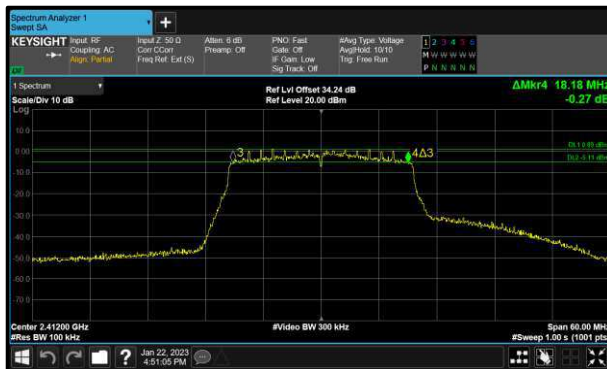 Spectrum Analyzer 1
Swept SA
+
KEYSIGHT
Input: RF
Coupling: AC
Align: Partial
Input Z: 50 Ω
Corr CCorr
Freq Ref: Ext (S)
Atten: 6 dB
Preamp: Off
PNO: Fast
Gate: Off
IF Gain: Low
Sig Track: Off
#Avg Type: Voltage
Avg|Hold: 10/10
Trig: Free Run
1 2 3 4 5 6
M W W W W W
P N N N N N
1 Spectrum
Scale/Div 10 dB
Ref Lvl Offset 34.24 dB
Ref Level 20.00 dBm
ΔMkr4 18.18 MHz
-0.27 dB
Log
10.0
0.00
-10.0
-20.0
-30.0
-40.0
-50.0
-60.0
-70.0
3
4Δ3
Center 2.41200 GHz
#Res BW 100 kHz
#Video BW 300 kHz
Span 60.00 MHz
#Sweep 1.00 s (1001 pts)
?
Jan 22, 2023
4:51:05 PM